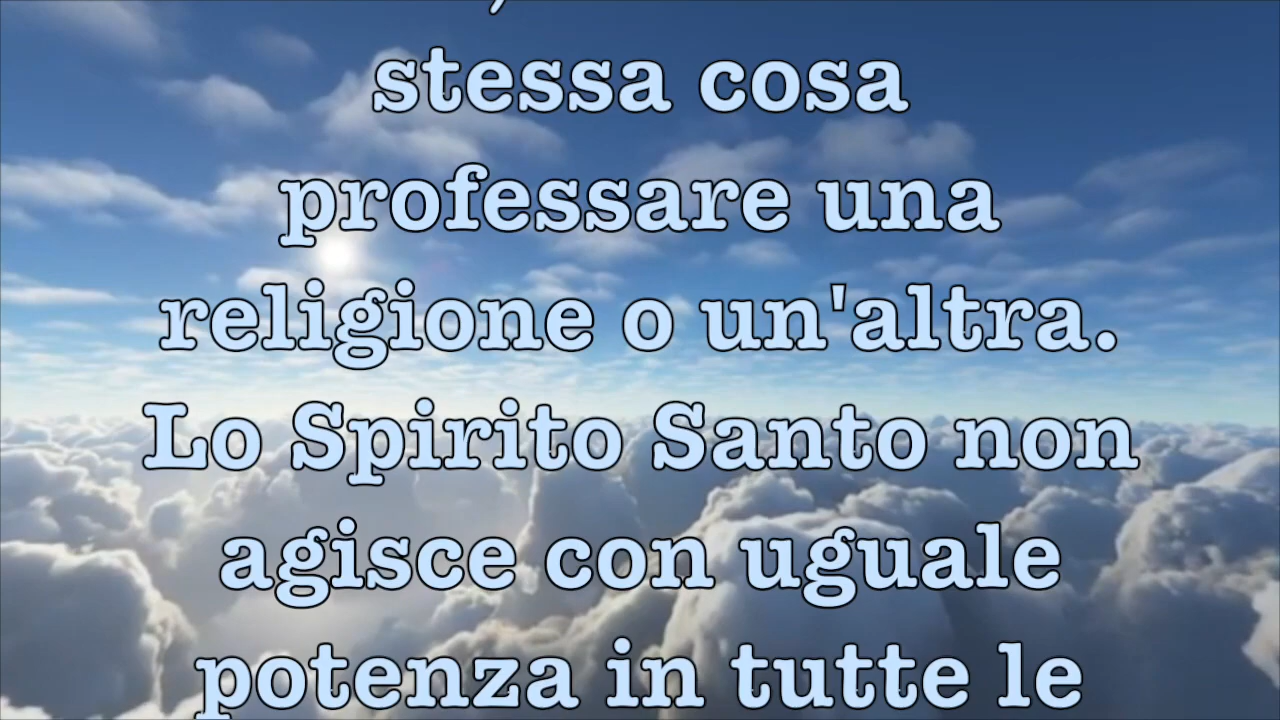 stessa cosa
professare una
religione o un'altra.
Lo Spirito Santo non
agisce con uguale
potenza in tutte le